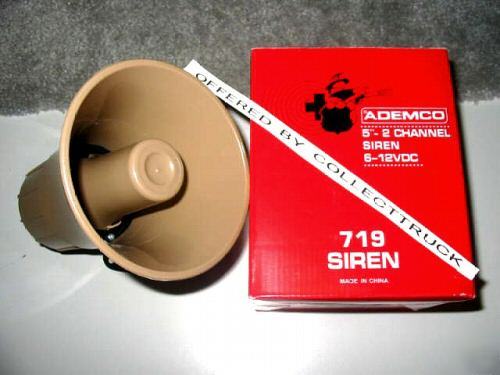 OFFERED BY COLLECTTRUCK
ADEMCO
5"- 2 CHANNEL
SIREN
6-12VDC
719
SIREN
MADE IN CHINA